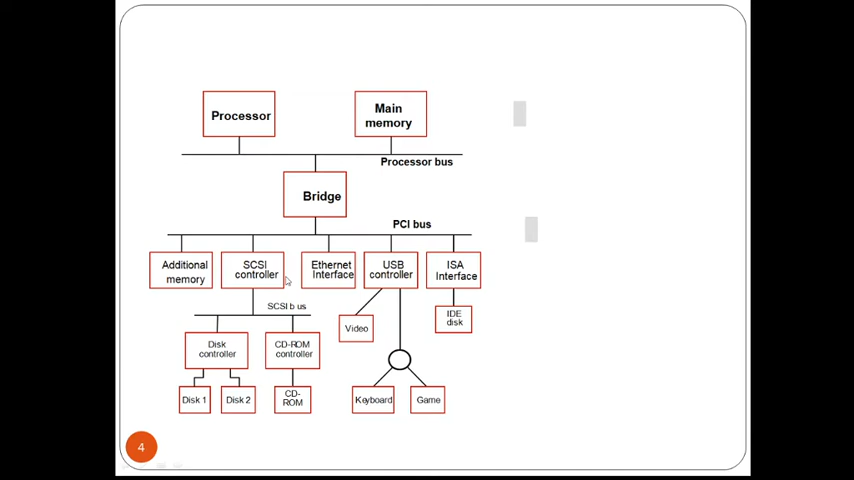 Processor
Main
memory
Processor bus
Bridge
PCI bus
Additional
memory
SCSI
controller
Ethernet
Interface
USB
controller
ISA
Interface
SCSI bus
IDE
disk
Video
Disk
controller
CD-ROM
controller
Disk 1
Disk 2
CD-
ROM
Keyboard
Game
4